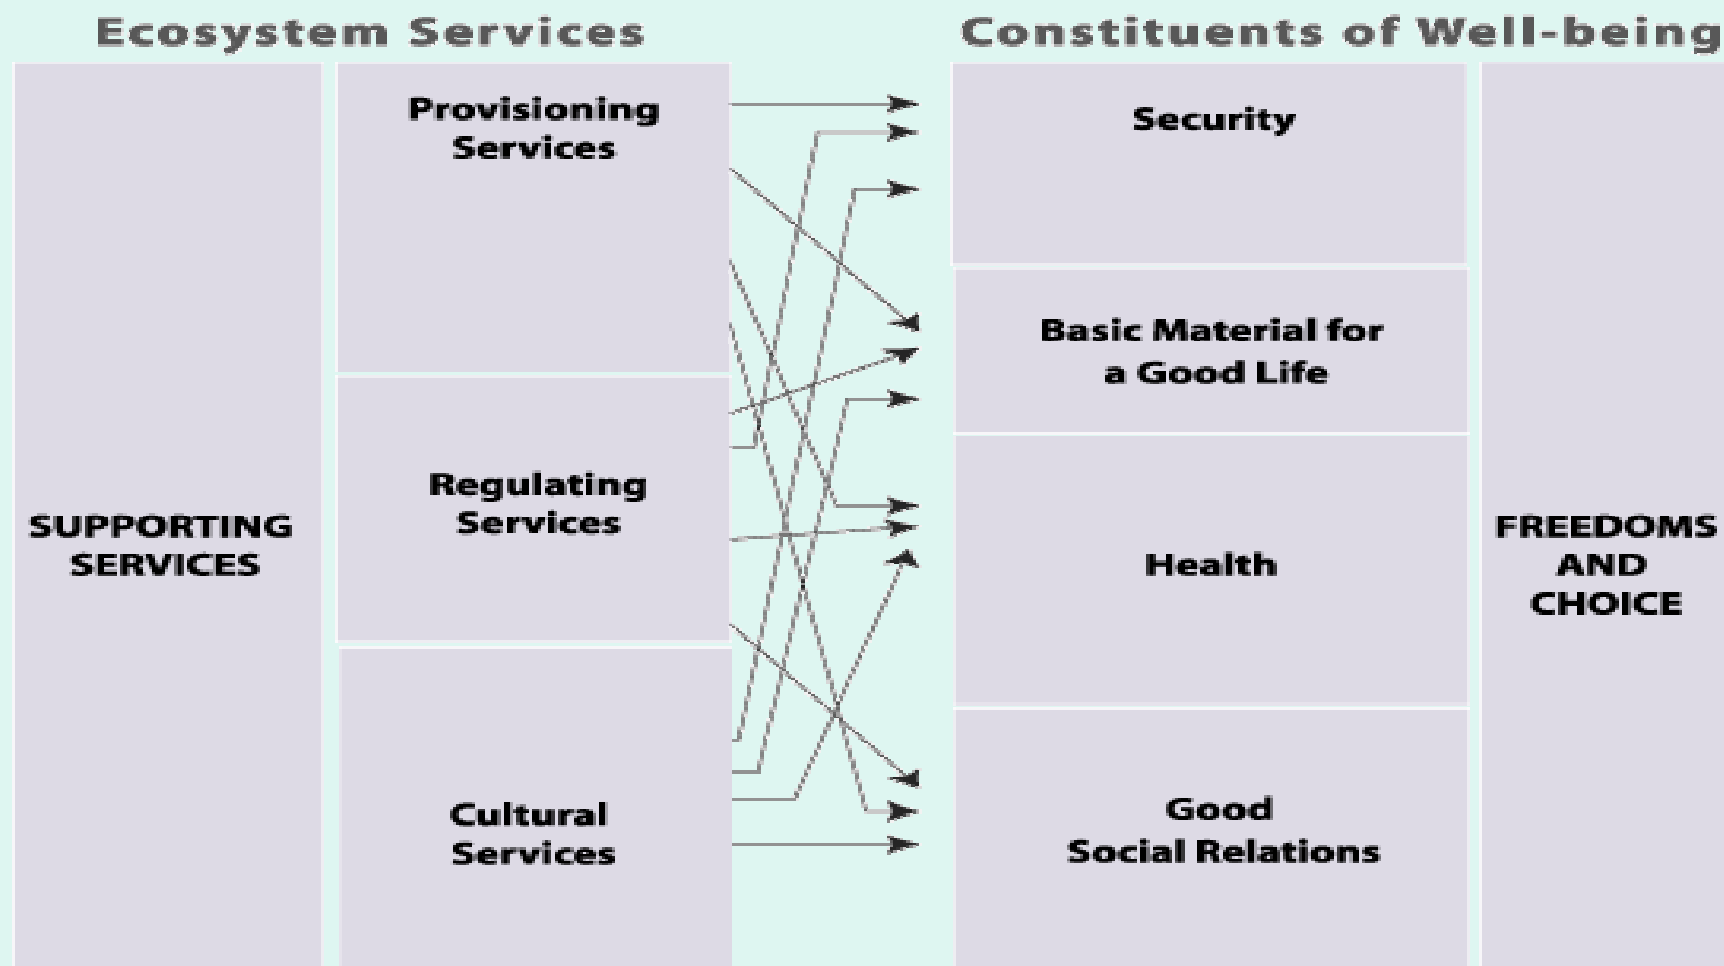 Ecosystem Services
Constituents of Well-being
SUPPORTING
SERVICES
Provisioning
Services
Regulating
Services
Cultural
Services
Security
Basic Material for
a Good Life
Health
Good
Social Relations
FREEDOMS
AND
CHOICE